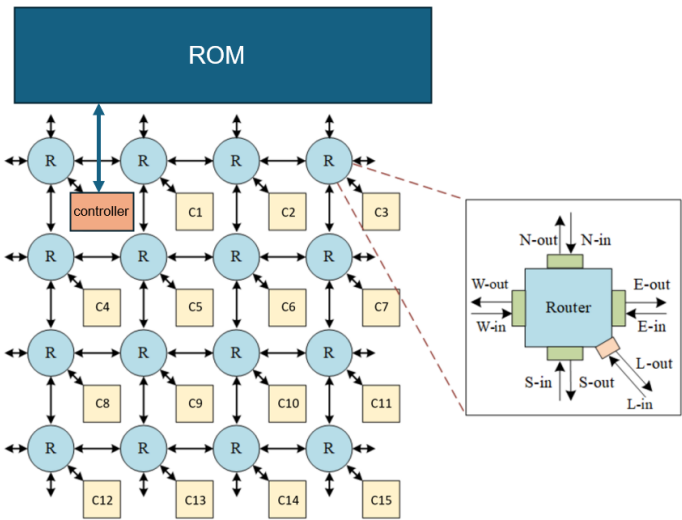 ROM
R R R R
controller C1 C2 C3
R R R R
C4 C5 C6 C7
R R R R
C8 C9 C10 C11
R R R R
C12 C13 C14 C15
N-out N-in
W-out E-out
Router
W-in E-in
L-out
S-in S-out
L-in